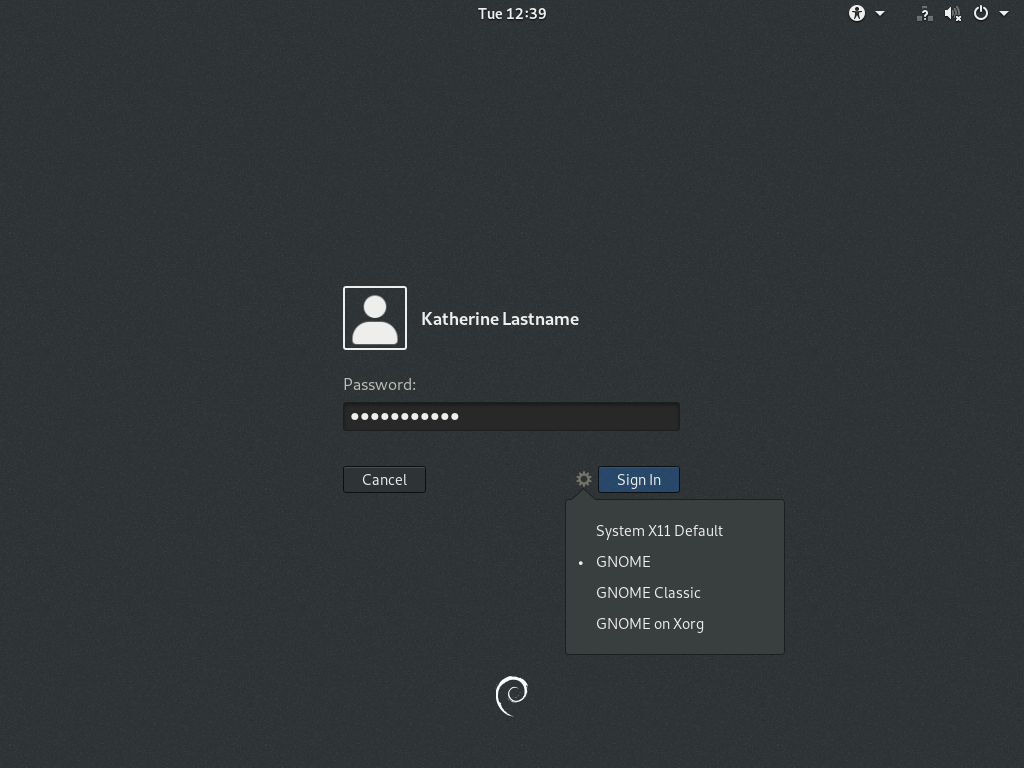 Tue 12:39
Katherine Lastname
Password:
Cancel
Sign In
System X11 Default
• GNOME
GNOME Classic
GNOME on Xorg